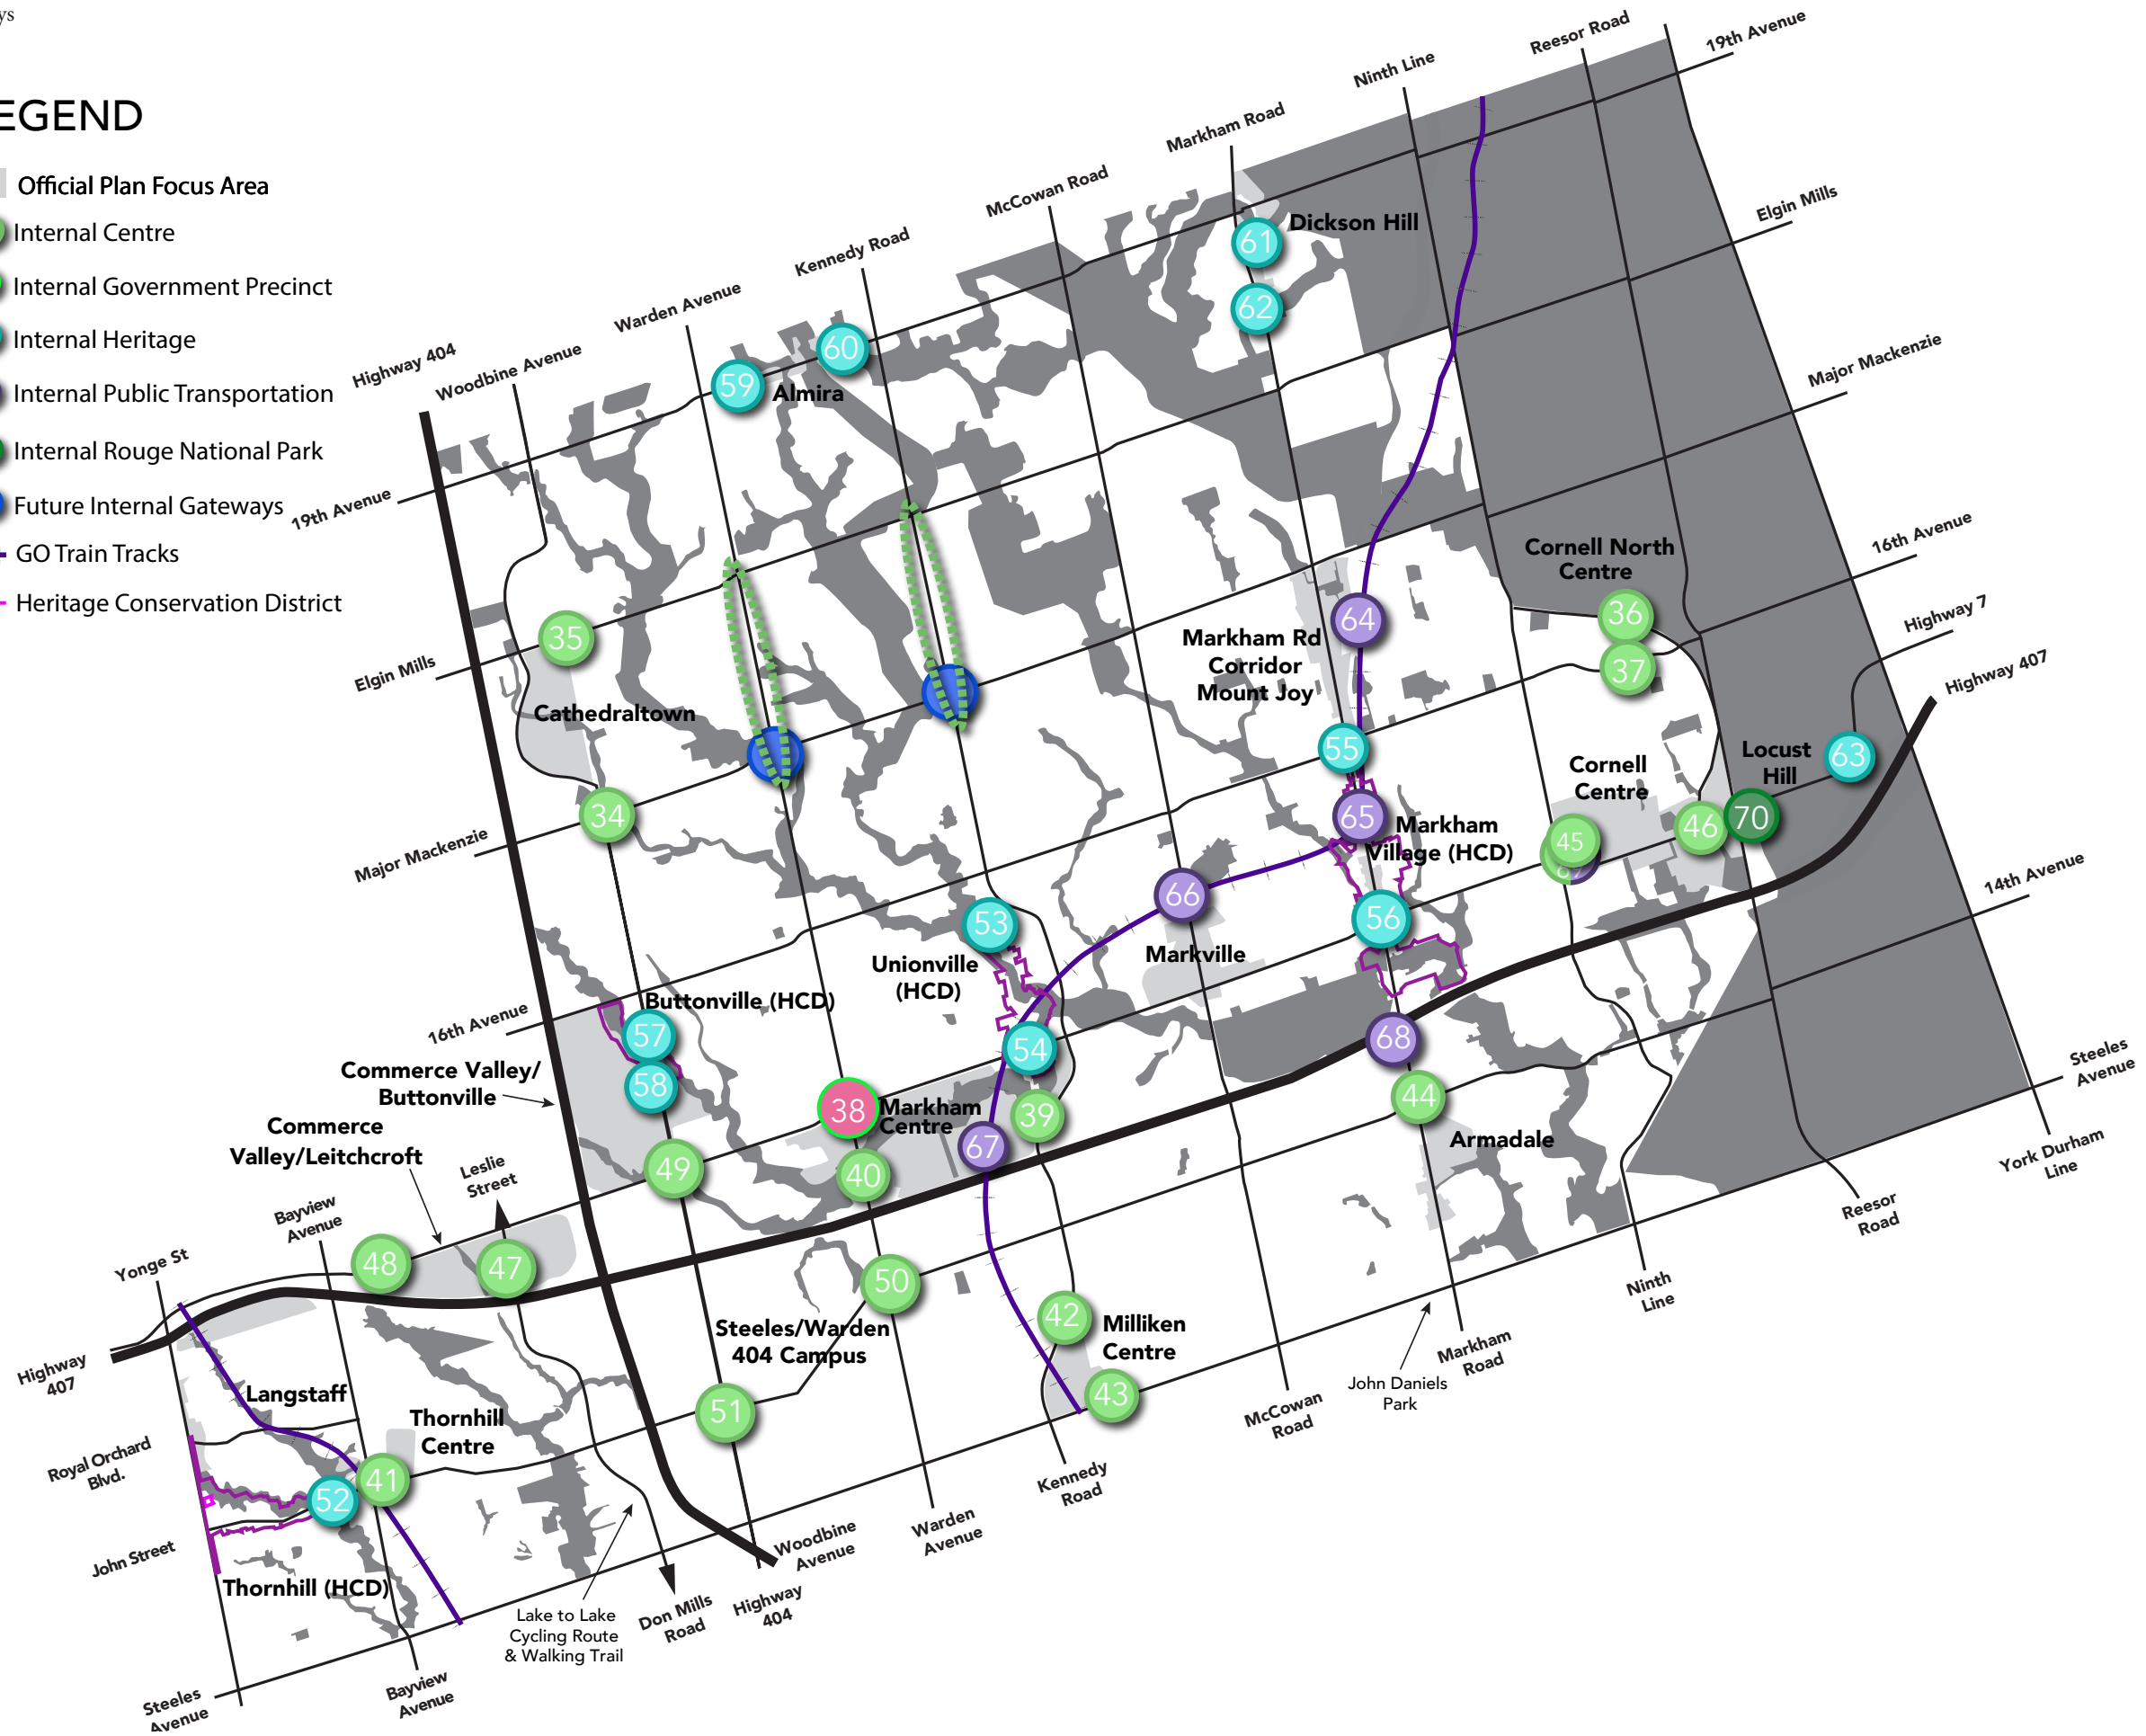 ys
EGEND
Official Plan Focus Area
Internal Centre
Internal Government Precinct
Internal Heritage
Internal Public Transportation
Internal Rouge National Park
Future Internal Gateways
GO Train Tracks
Heritage Conservation District
Highway 404
Woodbine Avenue
Warden Avenue
Kennedy Road
McCowan Road
Markham Road
Ninth Line
Reesor Road
19th Avenue
Elgin Mills
Major Mackenzie
16th Avenue
Highway 7
Highway 407
14th Avenue
Steeles
Avenue
York Durham
Line
Reesor
Road
Ninth
Line
Markham
Road
John Daniels
Park
McCowan
Road
Kennedy
Road
Warden
Avenue
Woodbine
Avenue
Highway
404
Don Mills
Road
Lake to Lake
Cycling Route
& Walking Trail
Bayview
Avenue
Steeles
Avenue
John Street
Royal Orchard
Blvd.
Highway
407
Yonge St
Bayview
Avenue
Leslie
Street
16th Avenue
Major Mackenzie
Elgin Mills
19th Avenue
61
Dickson Hill
62
60
59
Almira
35
Cathedraltown
34
Cornell North
Centre
36
37
64
Markham Rd
Corridor
Mount Joy
55
65
Markham
Village (HCD)
56
66
Markville
Cornell
Centre
45
46
70
Locust
Hill
63
53
Unionville
(HCD)
54
Buttonville (HCD)
57
58
Commerce Valley/
Buttonville
Commerce
Valley/Leitchcroft
38
Markham
Centre
39
67
40
49
48
47
68
44
Armadale
50
Steeles/Warden
404 Campus
51
42
Milliken
Centre
43
Langstaff
Thornhill
Centre
41
52
Thornhill (HCD)